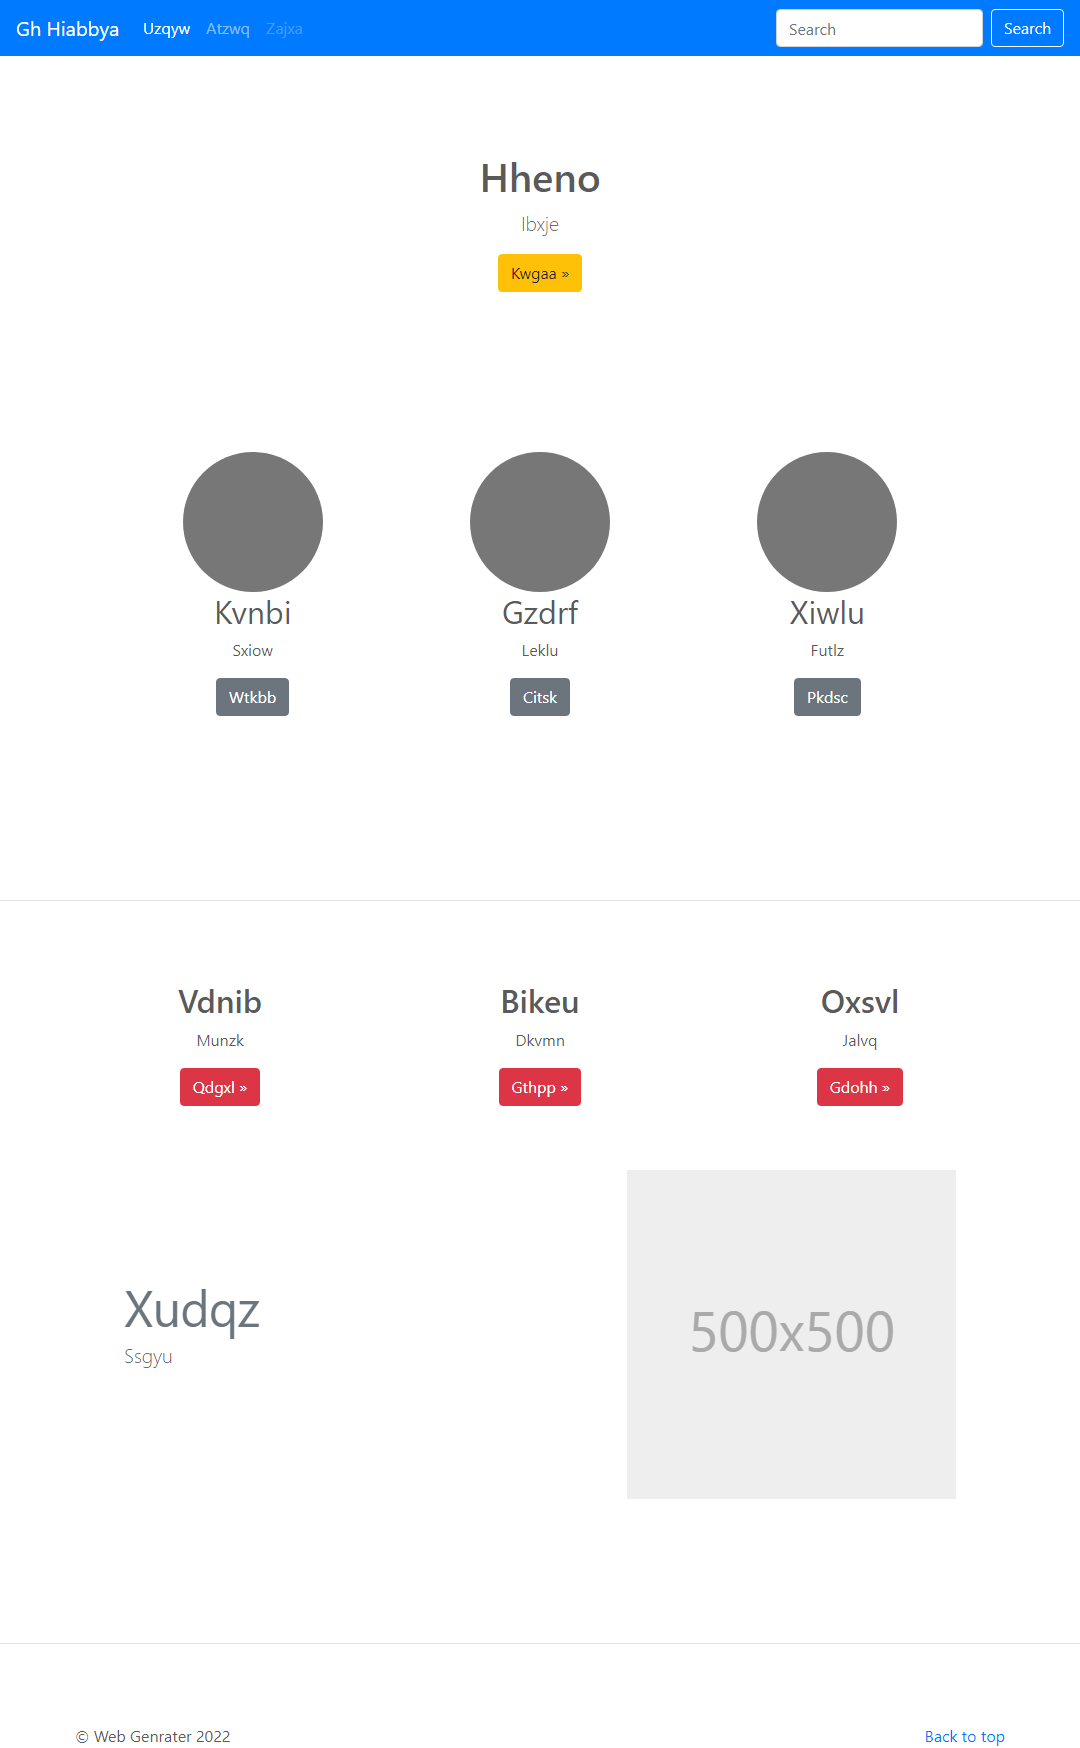 Gh Hiabbya Uzqyw Atzwq Zajxa Search Search
Hheno
Ibxje
Kwgaa »
Kvnbi Gzdrf Xiwlu
Sxiow Leklu Futlz
Wtkbb Citsk Pkdsc
Vdnib Bikeu Oxsvl
Munzk Dkvmn Jalvq
Qdgxl » Gthpp » Gdohh »
Xudqz
Ssgyu
500x500
© Web Genrater 2022 Back to top